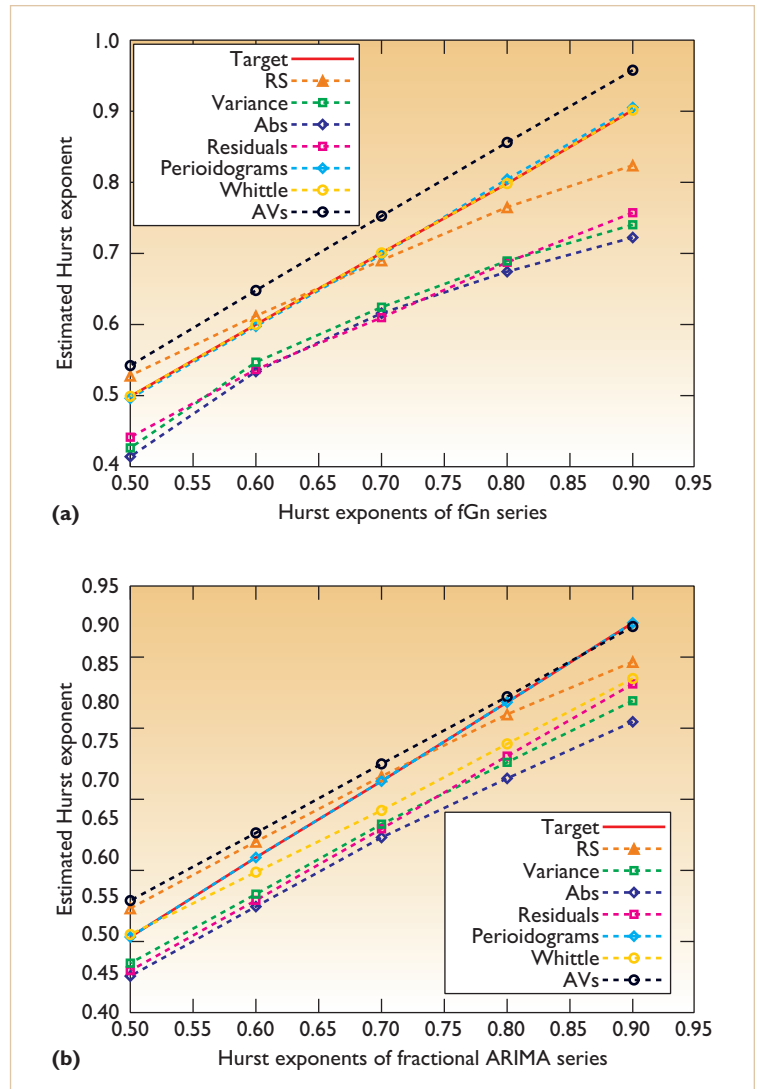 1.0
0.9
0.8
0.7
0.6
0.5
0.4
Estimated Hurst exponent
Target
RS
Variance
Abs
Residuals
Perioidograms
Whittle
AVs
0.50 0.55 0.60 0.65 0.70 0.75 0.80 0.85 0.90 0.95
(a)
Hurst exponents of fGn series
0.95
0.90
0.80
0.75
0.70
0.65
0.60
0.55
0.50
0.45
0.40
Estimated Hurst exponent
Target
RS
Variance
Abs
Residuals
Perioidograms
Whittle
AVs
0.50 0.55 0.60 0.65 0.70 0.75 0.80 0.85 0.90 0.95
(b)
Hurst exponents of fractional ARIMA series